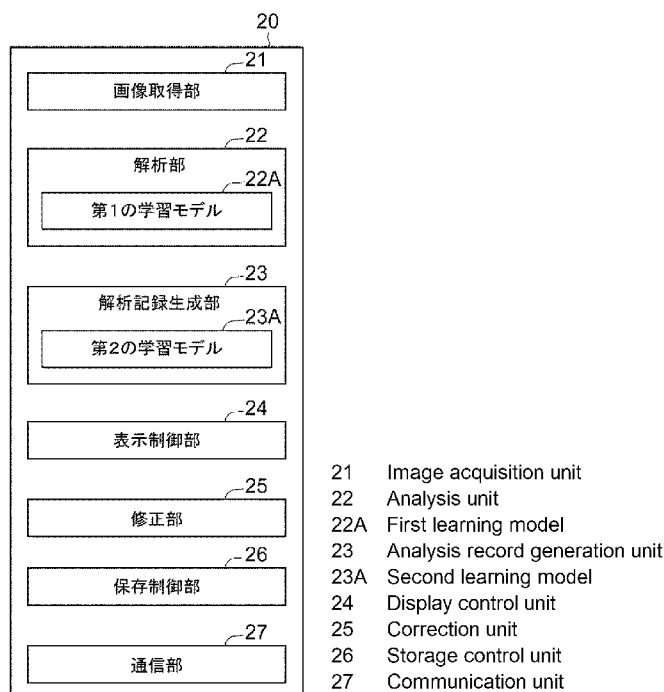 20
21
画像取得部
22
解析部
22A
第1の学習モデル
23
解析記録生成部
23A
第2の学習モデル
24
表示制御部
25
修正部
26
保存制御部
27
通信部
21 Image acquisition unit
22 Analysis unit
22A First learning model
23 Analysis record generation unit
23A Second learning model
24 Display control unit
25 Correction unit
26 Storage control unit
27 Communication unit